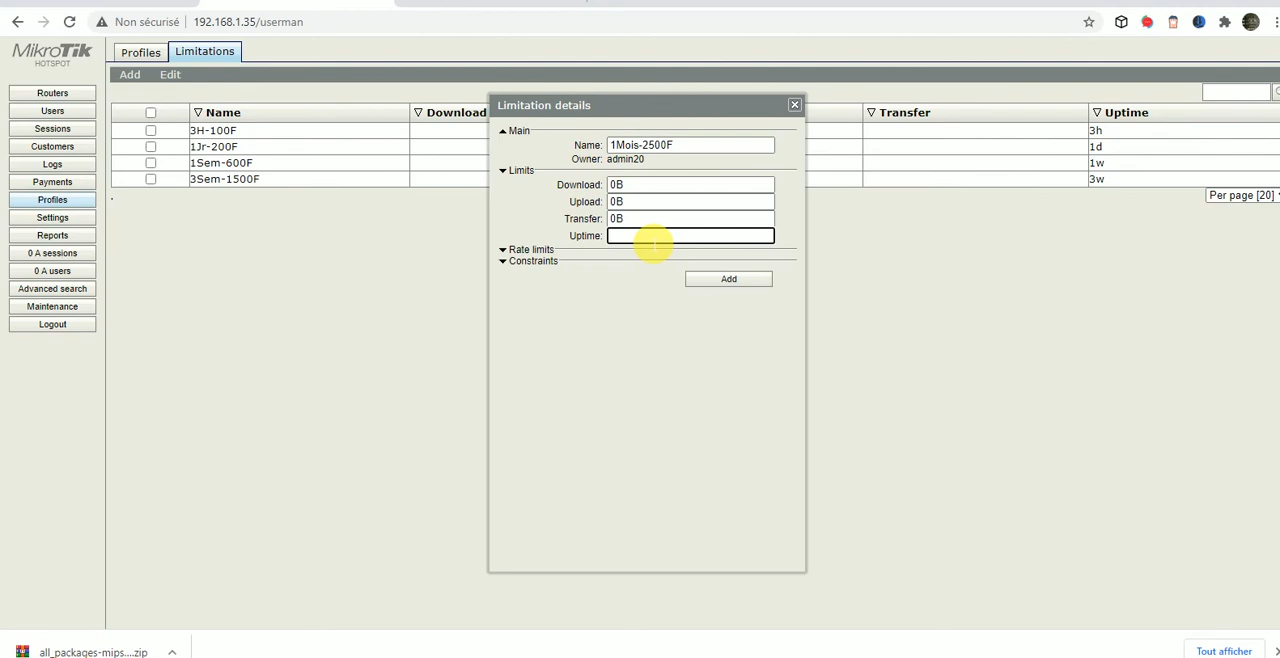 Non sécurisé 192.168.1.35/userman
MikroTik
HOTSPOT
Profiles Limitations
Add Edit
Routers
Users
Sessions
Customers
Logs
Payments
Profiles
Settings
Reports
0 A sessions
0 A users
Advanced search
Maintenance
Logout
Name Download Transfer Uptime
3H-100F 3h
1Jr-200F 1d
1Sem-600F 1w
3Sem-1500F 3w
Per page [20]
Limitation details
Main
Name: 1Mois-2500F
Owner: admin20
Limits
Download: 0B
Upload: 0B
Transfer: 0B
Uptime:
Rate limits
Constraints
Add
all_packages-mips....zip
Tout afficher